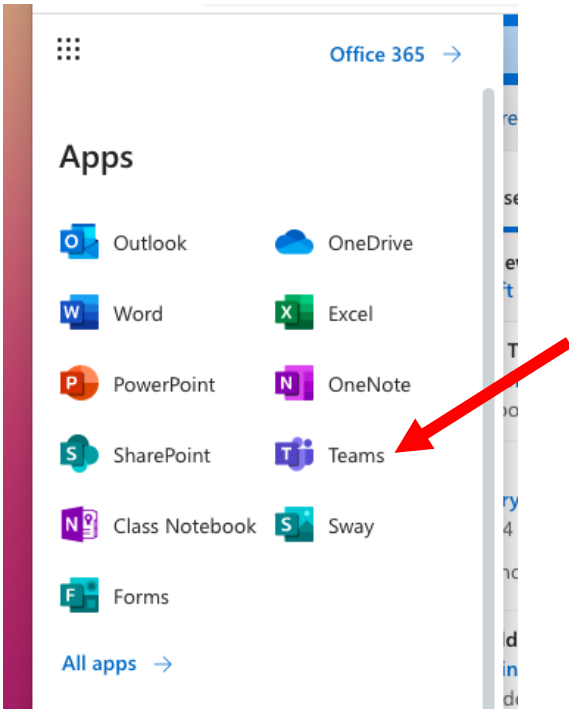 Office 365 →
Apps
Outlook OneDrive
Word Excel
PowerPoint OneNote
SharePoint Teams
Class Notebook Sway
Forms
All apps →